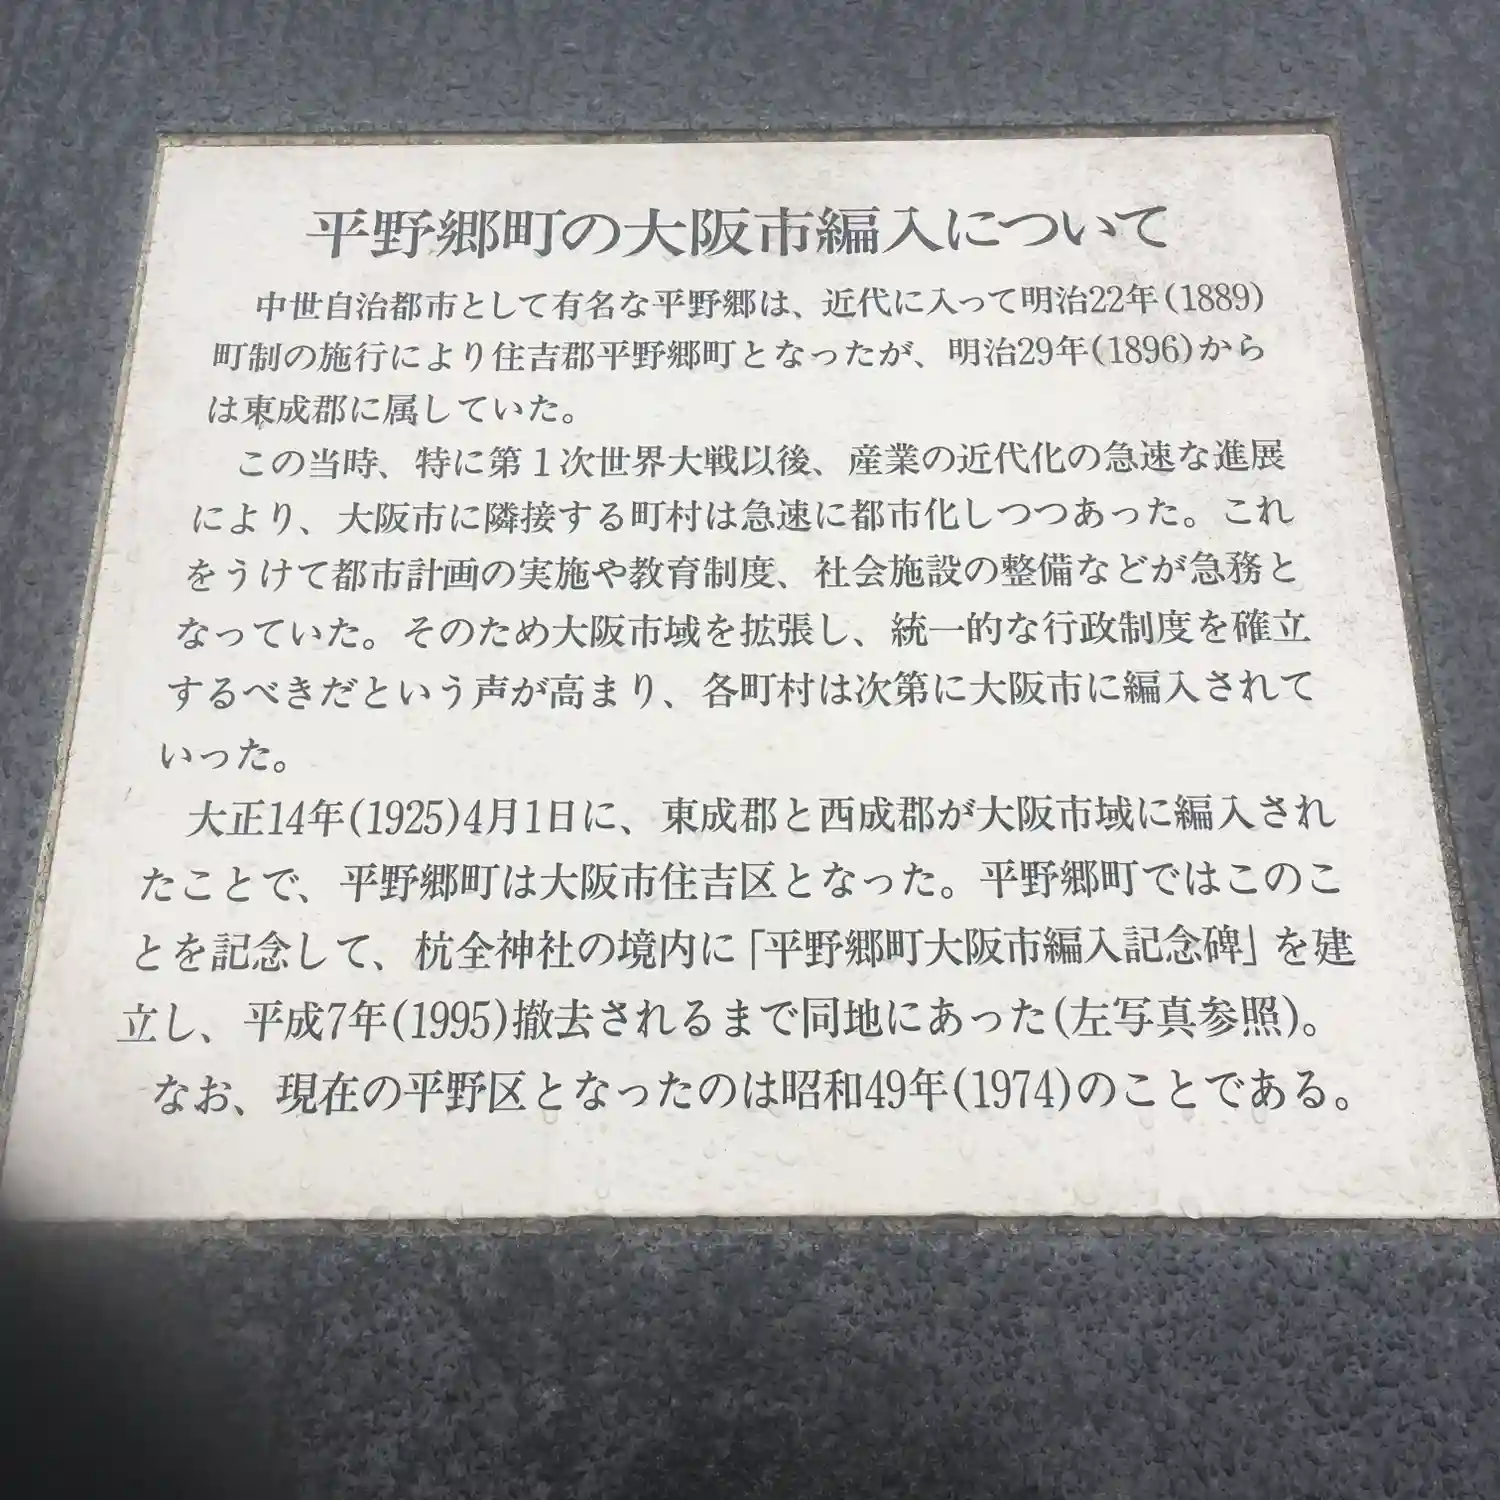 平野郷町の大阪市編入について
中世自治都市として有名な平野郷は、近代に入って明治22年(1889)
町制の施行により住吉郡平野郷町となったが、明治29年(1896)から
は東成郡に属していた。
この当時、特に第1次世界大戦以後、産業の近代化の急速な進展
により、大阪市に隣接する町村は急速に都市化しつつあった。これ
をうけて都市計画の実施や教育制度、社会施設の整備などが急務と
なっていた。そのため大阪市域を拡張し、統一的な行政制度を確立
するべきだという声が高まり、各町村は次第に大阪市に編入されて
いった。
大正14年(1925)4月1日に、東成郡と西成郡が大阪市域に編入され
たことで、平野郷町は大阪市住吉区となった。平野郷町ではこのこ
とを記念して、杭全神社の境内に「平野郷町大阪市編入記念碑」を建
立し、平成7年(1995)撤去されるまで同地にあった(左写真参照)。
なお、現在の平野区となったのは昭和49年(1974)のことである。